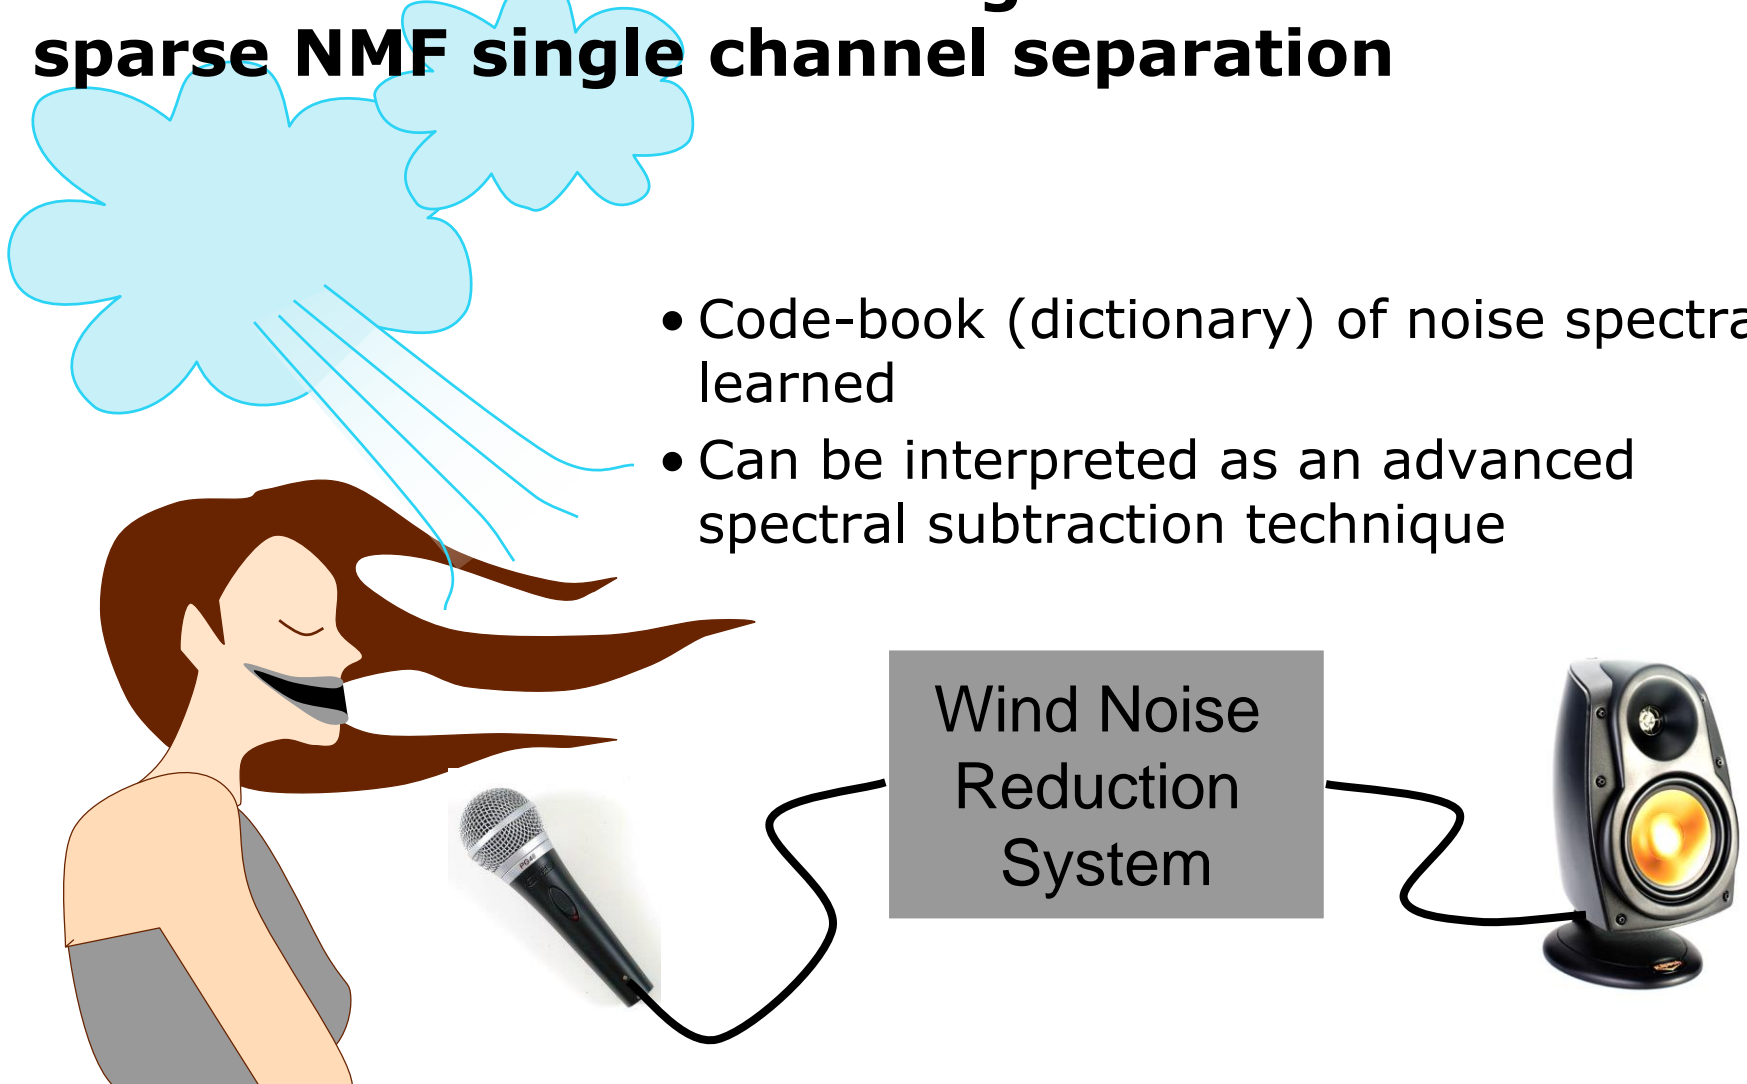 sparse NMF single channel separation
• Code-book (dictionary) of noise spectra
learned
• Can be interpreted as an advanced
spectral subtraction technique
Wind Noise
Reduction
System
PG48